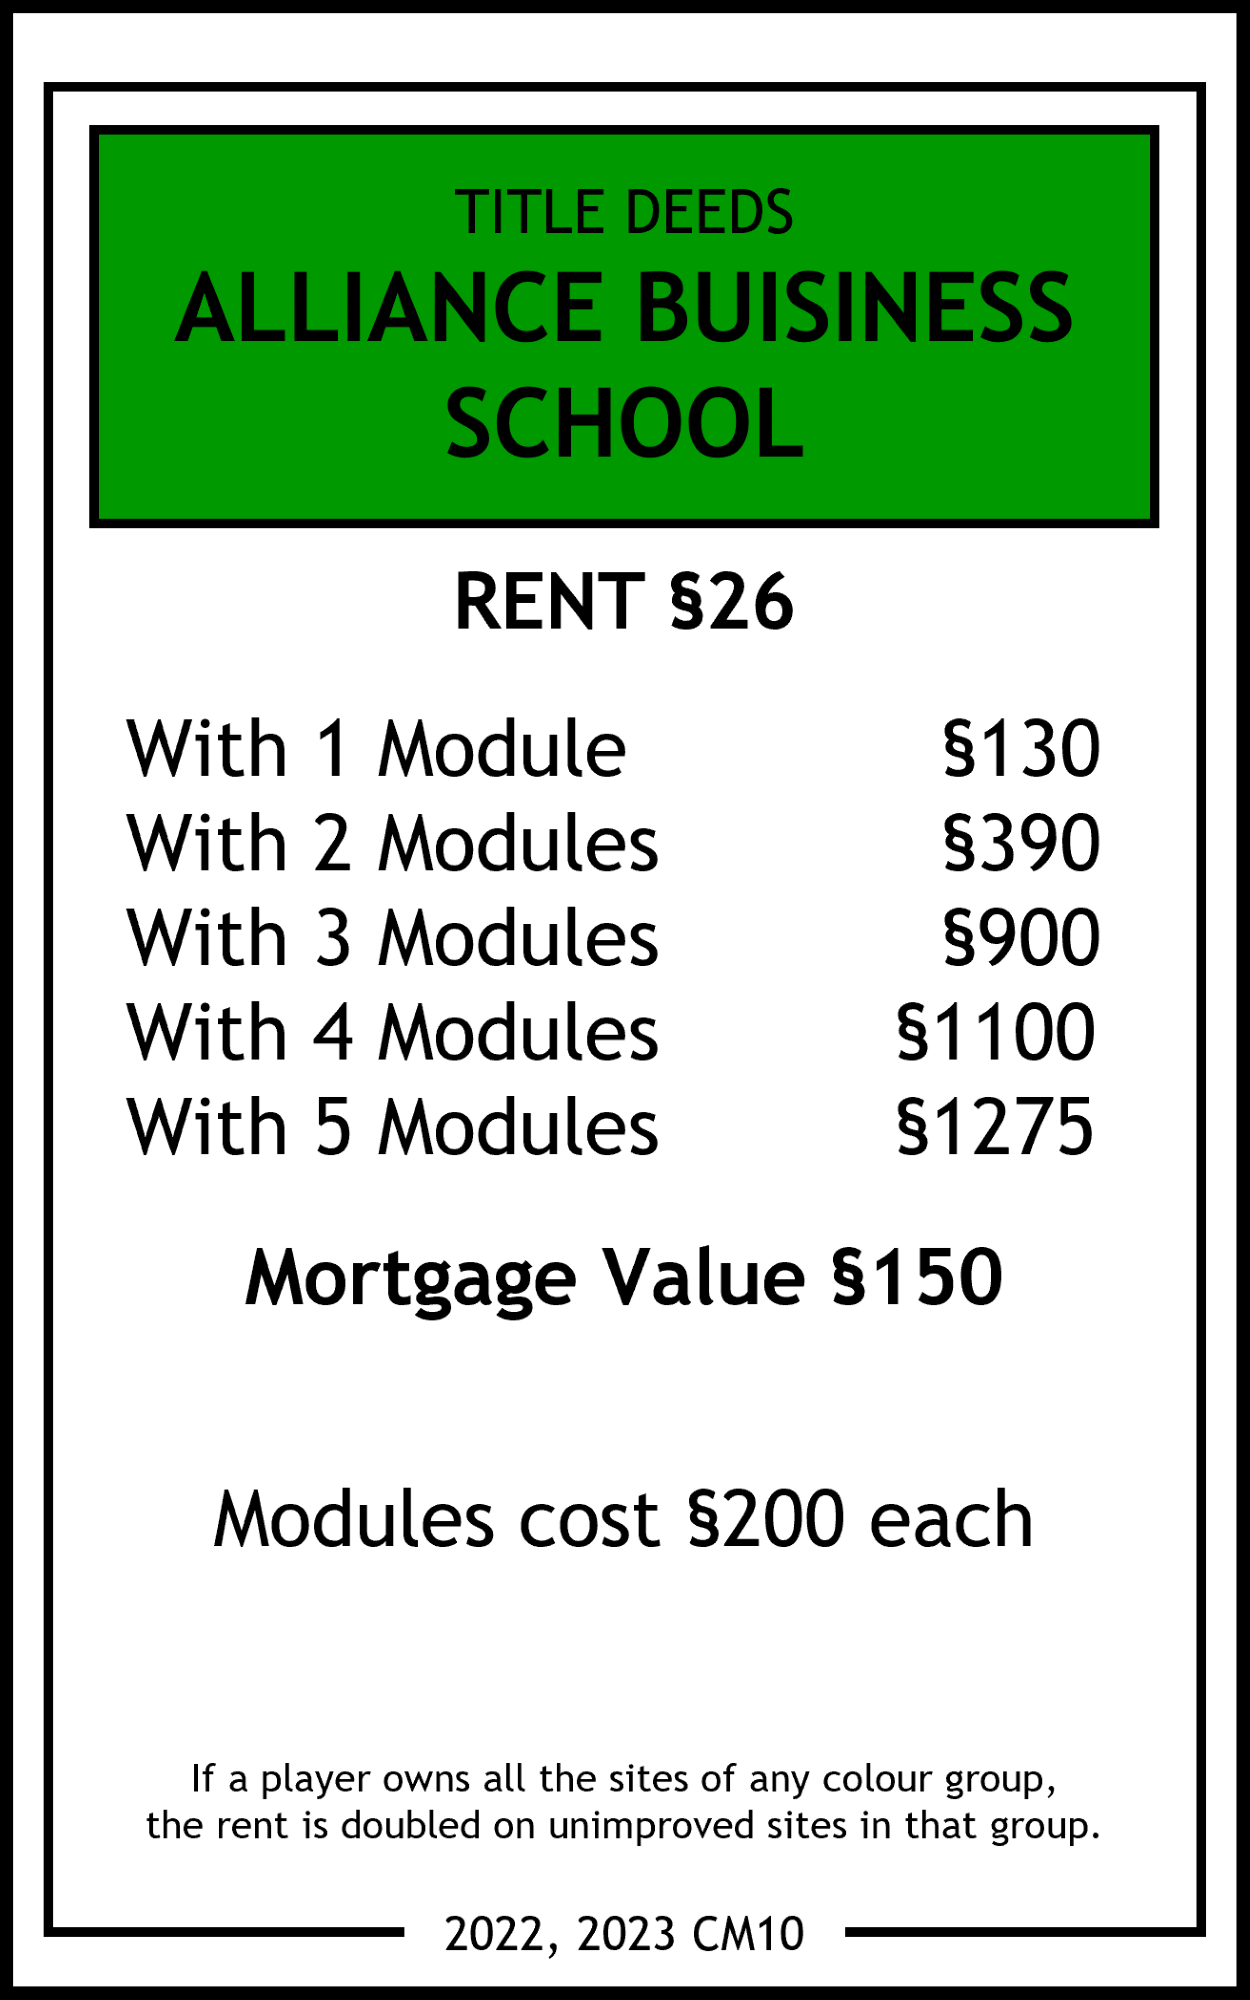 TITLE DEEDS
ALLIANCE BUISINESS
SCHOOL
RENT §26
With 1 Module §130
With 2 Modules §390
With 3 Modules §900
With 4 Modules §1100
With 5 Modules §1275
Mortgage Value §150
Modules cost §200 each
If a player owns all the sites of any colour group,
the rent is doubled on unimproved sites in that group.
2022, 2023 CM10